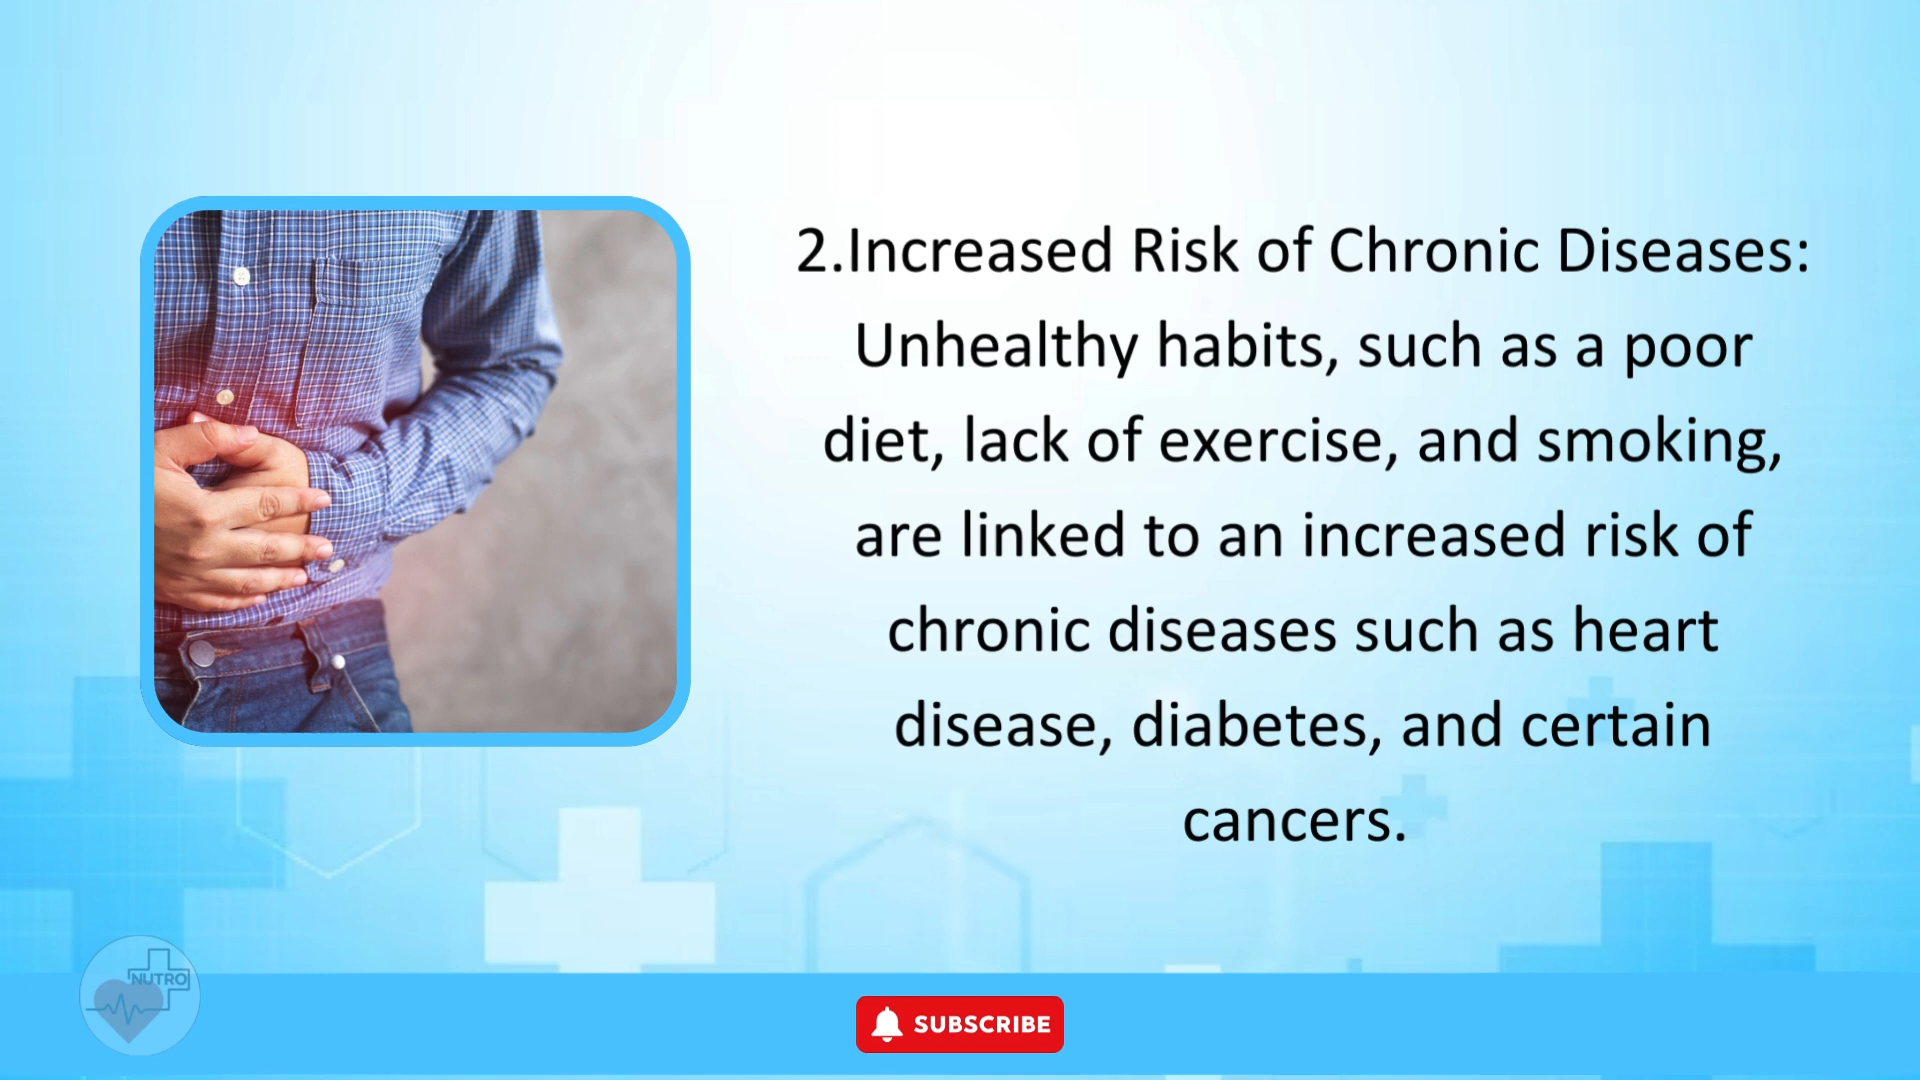 2.Increased Risk of Chronic Diseases:
Unhealthy habits, such as a poor
diet, lack of exercise, and smoking,
are linked to an increased risk of
chronic diseases such as heart
disease, diabetes, and certain
cancers.
NUTRO
SUBSCRIBE